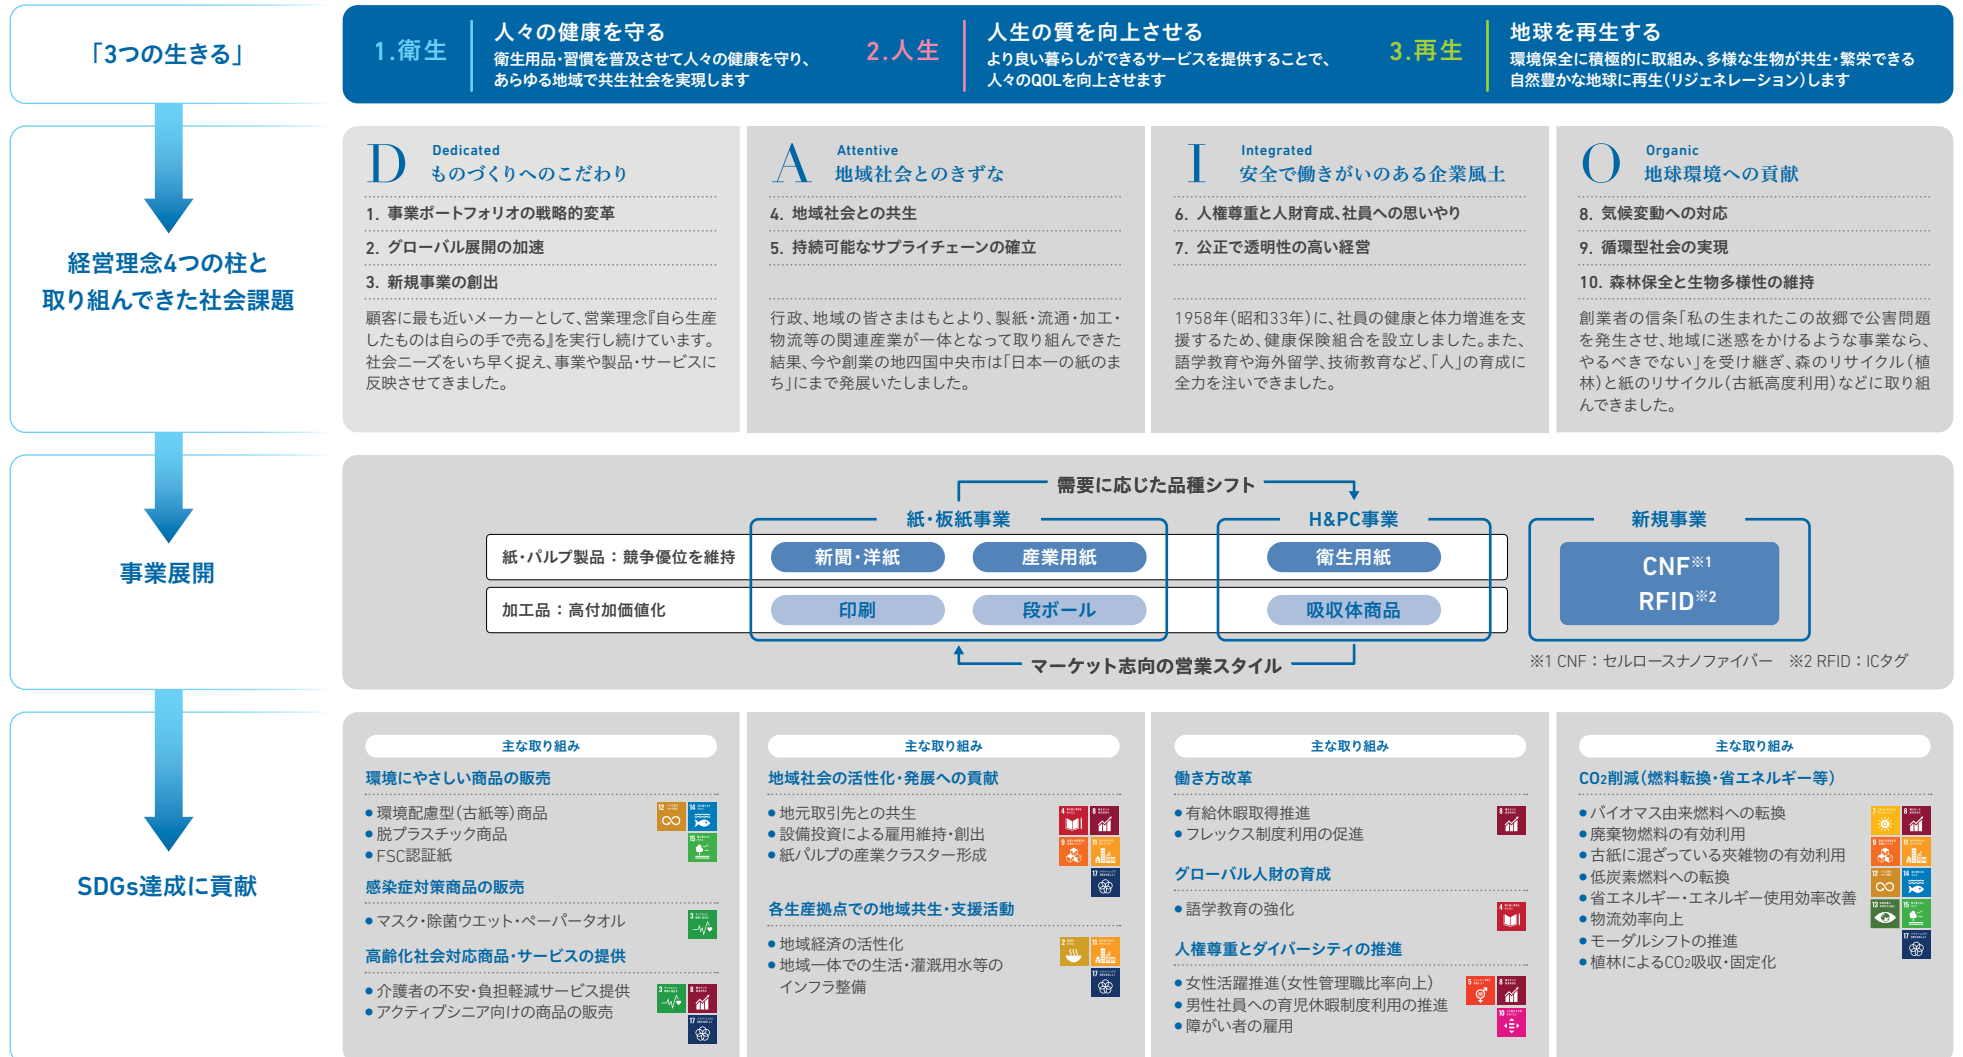 「3つの生きる」
1.衛生
人々の健康を守る
衛生用品・習慣を普及させて人々の健康を守り、
あらゆる地域で共生社会を実現します
2.人生
人生の質を向上させる
より良い暮らしができるサービスを提供することで、
人々のQOLを向上させます
3.再生
地球を再生する
環境保全に積極的に取組み、多様な生物が共生・繁栄できる
自然豊かな地球に再生(リジェネレーション)します
経営理念4つの柱と
取り組んできた社会課題
D
Dedicated
ものづくりへのこだわり
1. 事業ポートフォリオの戦略的変革
2. グローバル展開の加速
3. 新規事業の創出
顧客に最も近いメーカーとして、営業理念『自ら生産
したものは自らの手で売る』を実行し続けています。
社会ニーズをいち早く捉え、事業や製品・サービスに
反映させてきました。
A
Attentive
地域社会とのきずな
4. 地域社会との共生
5. 持続可能なサプライチェーンの確立
行政、地域の皆さまはもとより、製紙・流通・加工・
物流等の関連産業が一体となって取り組んできた
結果、今や創業の地四国中央市は「日本一の紙のま
ち」にまで発展いたしました。
I
Integrated
安全で働きがいのある企業風土
6. 人権尊重と人財育成、社員への思いやり
7. 公正で透明性の高い経営
1958年(昭和33年)に、社員の健康と体力増進を支
援するため、健康保険組合を設立しました。また、
語学教育や海外留学、技術教育など、「人」の育成に
全力を注いできました。
O
Organic
地球環境への貢献
8. 気候変動への対応
9. 循環型社会の実現
10. 森林保全と生物多様性の維持
創業者の信条「私の生まれたこの故郷で公害問題
を発生させ、地域に迷惑をかけるような事業なら、
やるべきでない」を受け継ぎ、森のリサイクル(植
林)と紙のリサイクル(古紙高度利用)などに取り組
んできました。
事業展開
需要に応じた品種シフト
紙・板紙事業
H&PC事業
新規事業
紙・パルプ製品：競争優位を維持
新聞・洋紙
産業用紙
衛生用紙
加工品：高付加価値化
印刷
段ボール
吸収体商品
CNF※1
RFID※2
マーケット志向の営業スタイル
※1 CNF：セルロースナノファイバー ※2 RFID：ICタグ
SDGs達成に貢献
主な取り組み
環境にやさしい商品の販売
●環境配慮型(古紙等)商品
●脱プラスチック商品
●FSC認証紙
12
14
15
感染症対策商品の販売
●マスク・除菌ウエット・ペーパータオル
3
高齢化社会対応商品・サービスの提供
●介護者の不安・負担軽減サービス提供
●アクティブシニア向けの商品の販売
3
8
17
主な取り組み
地域社会の活性化・発展への貢献
●地元取引先との共生
●設備投資による雇用維持・創出
●紙パルプの産業クラスター形成
4
8
9
11
17
各生産拠点での地域共生・支援活動
●地域経済の活性化
●地域一体での生活・灌漑用水等の
インフラ整備
2
11
17
主な取り組み
働き方改革
●有給休暇取得推進
●フレックス制度利用の促進
8
グローバル人財の育成
●語学教育の強化
4
人権尊重とダイバーシティの推進
●女性活躍推進(女性管理職比率向上)
●男性社員への育児休暇制度利用の推進
●障がい者の雇用
5
8
10
主な取り組み
CO2削減(燃料転換・省エネルギー等)
●バイオマス由来燃料への転換
●廃棄物燃料の有効利用
●古紙に混ざっている夾雑物の有効利用
●低炭素燃料への転換
●省エネルギー・エネルギー使用効率改善
●物流効率向上
●モーダルシフトの推進
●植林によるCO2吸収・固定化
7
8
9
11
12
14
13
15
17